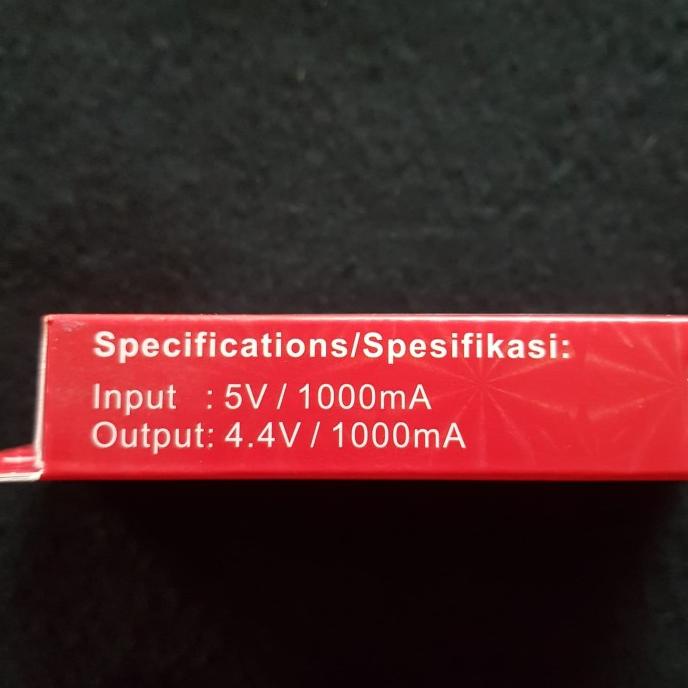 Specifications/Spesifikasi:
Input : 5V / 1000mA
Output: 4.4V / 1000mA